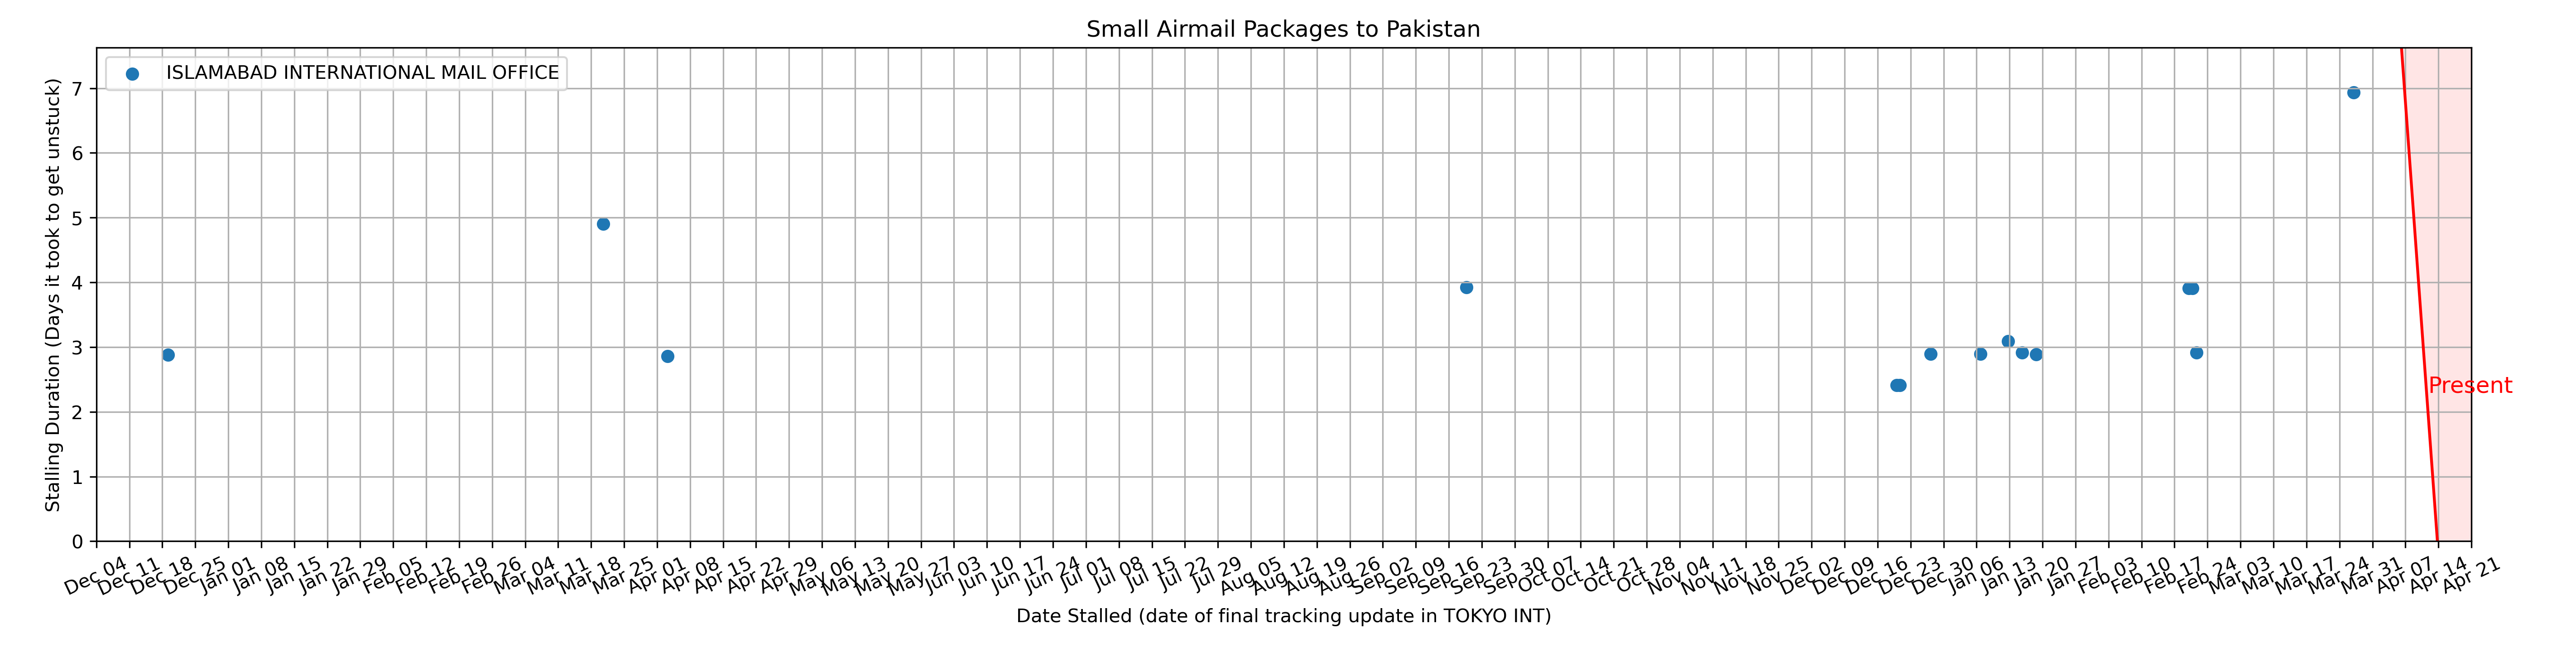 Small Airmail Packages to Pakistan
ISLAMABAD INTERNATIONAL MAIL OFFICE
Stalling Duration (Days it took to get unstuck)
7
6
5
4
3
2
1
0
Present
Dec 04 Dec 11 Dec 18 Dec 25 Jan 01 Jan 08 Jan 15 Jan 22 Jan 29 Feb 05 Feb 12 Feb 19 Feb 26 Mar 04 Mar 11 Mar 18 Mar 25 Apr 01 Apr 08 Apr 15 Apr 22 Apr 29 May 06 May 13 May 20 May 27 Jun 03 Jun 10 Jun 17 Jun 24 Jul 01 Jul 08 Jul 15 Jul 22 Jul 29 Aug 05 Aug 12 Aug 19 Aug 26 Sep 02 Sep 09 Sep 16 Sep 23 Sep 30 Oct 07 Oct 14 Oct 21 Oct 28 Nov 04 Nov 11 Nov 18 Nov 25 Dec 02 Dec 09 Dec 16 Dec 23 Dec 30 Jan 06 Jan 13 Jan 20 Jan 27 Feb 03 Feb 10 Feb 17 Feb 24 Mar 03 Mar 10 Mar 17 Mar 24 Mar 31 Apr 07 Apr 14 Apr 21
Date Stalled (date of final tracking update in TOKYO INT)